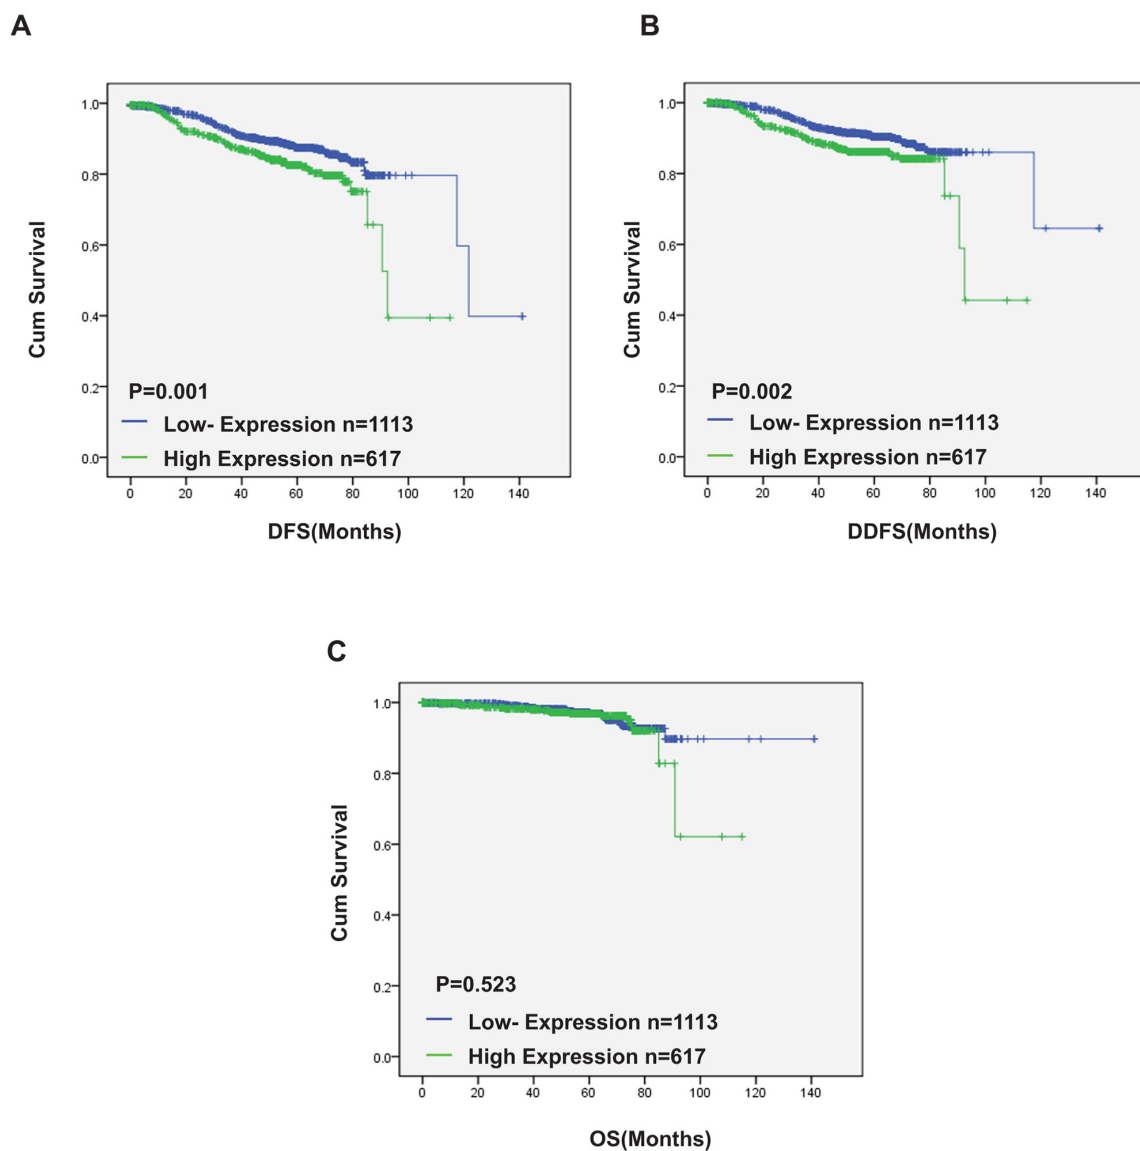 A
1.0
0.8
0.6
0.4
0.2
0.0
Cum Survival
P=0.001
Low- Expression n=1113
High Expression n=617
0 20 40 60 80 100 120 140
DFS(Months)
B
1.0
0.8
0.6
0.4
0.2
0.0
Cum Survival
P=0.002
Low- Expression n=1113
High Expression n=617
0 20 40 60 80 100 120 140
DDFS(Months)
C
1.0
0.8
0.6
0.4
0.2
0.0
Cum Survival
P=0.523
Low- Expression n=1113
High Expression n=617
0 20 40 60 80 100 120 140
OS(Months)